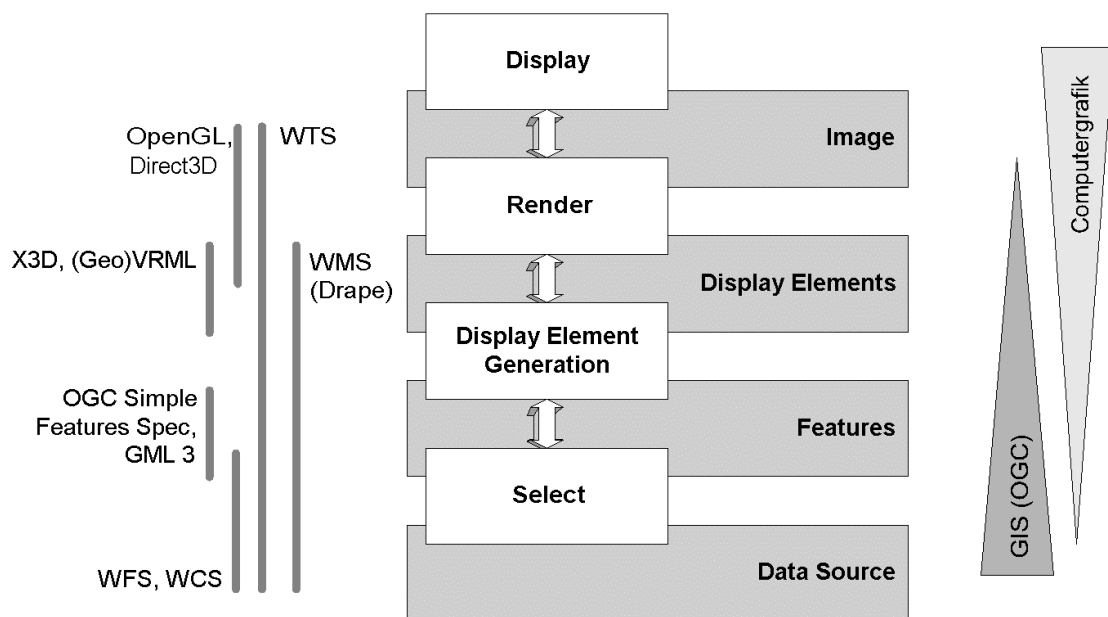 Display
Image
OpenGL,
Direct3D
WTS
Render
X3D, (Geo)VRML
WMS
(Drape)
Display Elements
Display Element
Generation
OGC Simple
Features Spec,
GML 3
Features
Select
WFS, WCS
Data Source
Computergrafik
GIS (OGC)